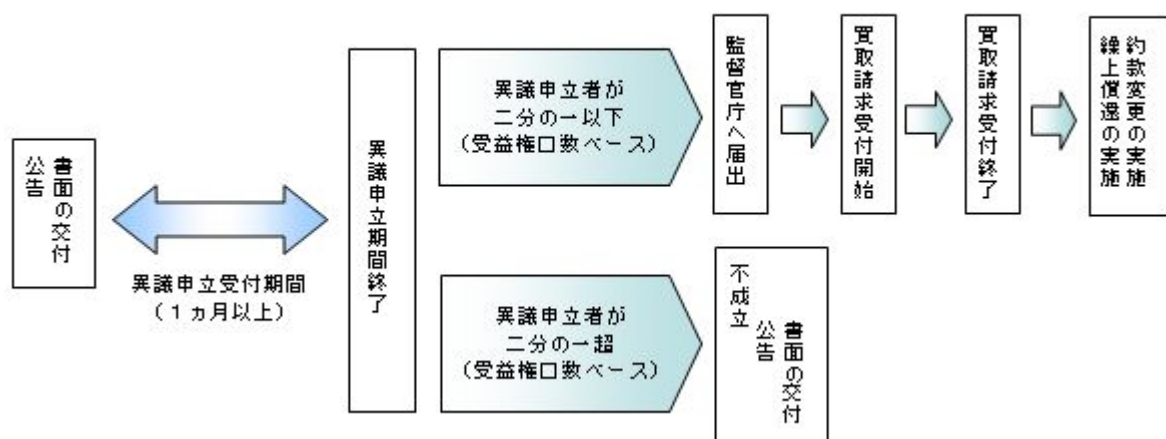 書面の交付
公告
異議申立受付期間
（１ヵ月以上）
異議申立期間終了
異議申立者が
二分の一以下
（受益権口数ベース）
監督官庁へ届出
買取請求受付開始
買取請求受付終了
約款変更の実施
繰上償還の実施
異議申立者が
二分の一超
（受益権口数ベース）
書面の交付
公告
不成立